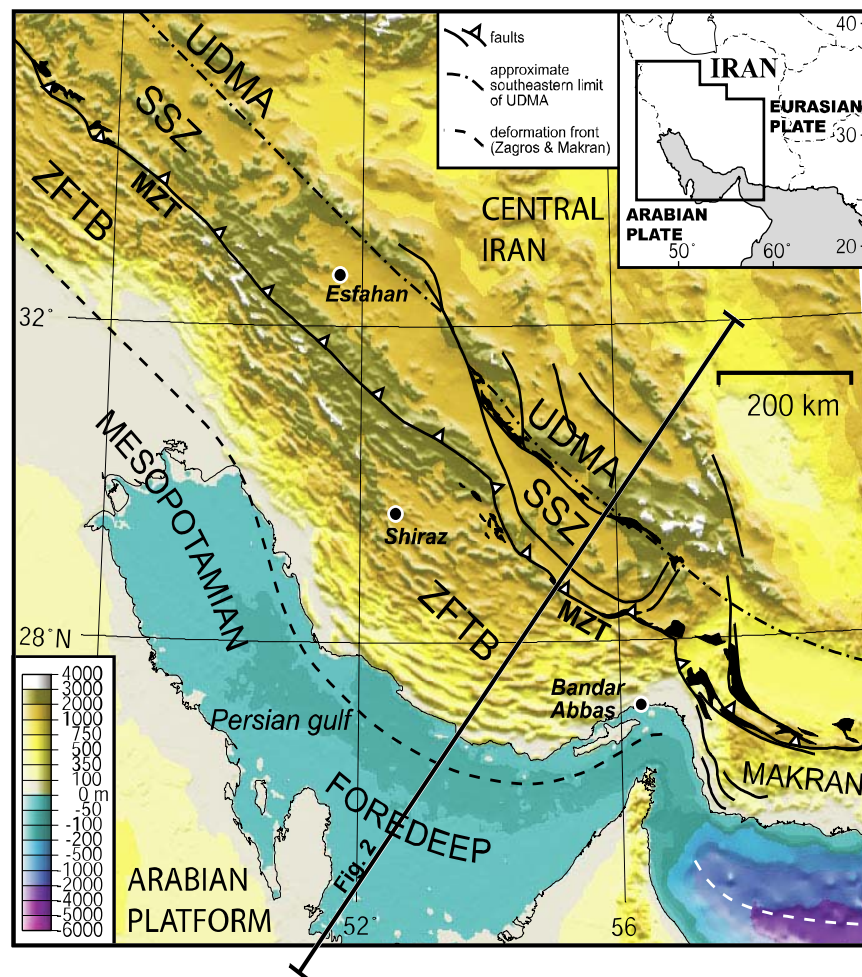 UDMA
SSZ
ZFTB
MZT
CENTRAL
IRAN
Esfahan
32°
MESOPOTAMIAN
UDMA
SSZ
Shiraz
ZFTB
MZT
28°N
Bandar
Abbas
Persian gulf
FOREDEEP
MAKRAN
Fig. 2
ARABIAN
PLATFORM
52°
56
200 km
faults
approximate
southeastern limit
of UDMA
deformation front
(Zagros & Makran)
IRAN
EURASIAN
PLATE
ARABIAN
PLATE
40°
30°
20°
50°
60°
4000
3000
2000
1000
750
500
350
100
0 m
-50
-100
-200
-500
-1000
-2000
-4000
-6000